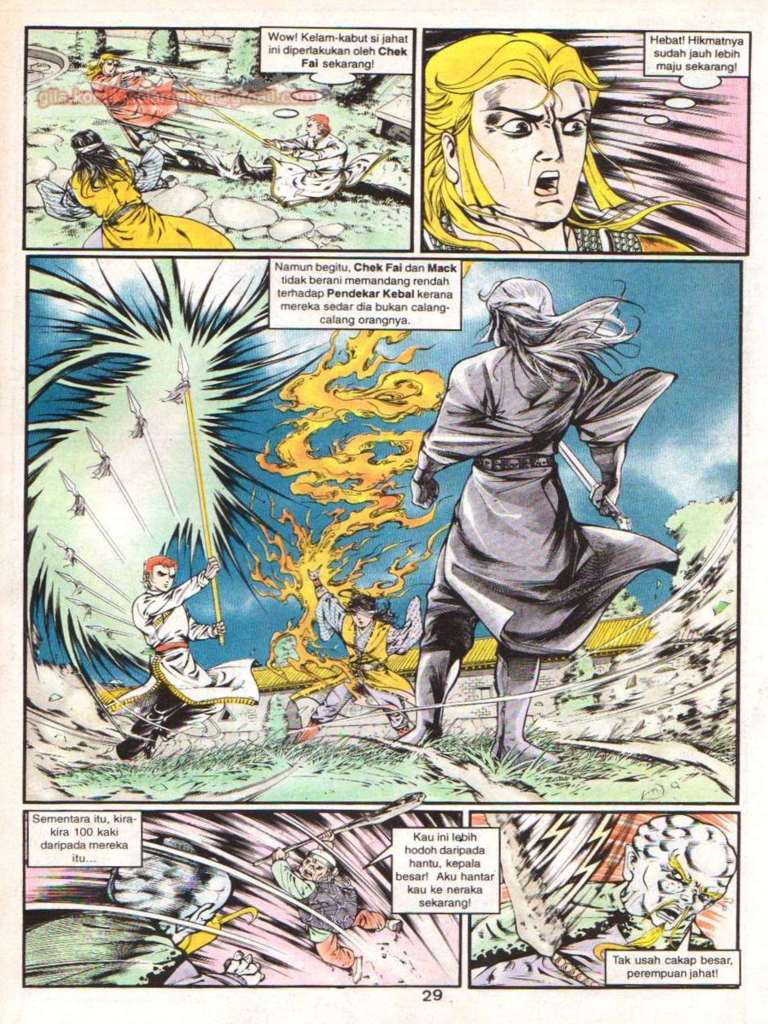 Wow! Kelam-kabut si jahat
ini diperlakukan oleh Chek
Fai sekarang!
Hebat! Hikmatnya
sudah jauh lebih
maju sekarang!
Namun begitu, Chek Fai dan Mack
tidak berani memandang rendah
terhadap Pendekar Kebal kerana
mereka sedar dia bukan calang-
calang orangnya.
Sementara itu, kira-
kira 100 kaki
daripada mereka
itu...
Kau ini lebih
hodoh daripada
hantu, kepala
besar! Aku hantar
kau ke neraka
sekarang!
Tak usah cakap besar,
perempuan jahat!
29